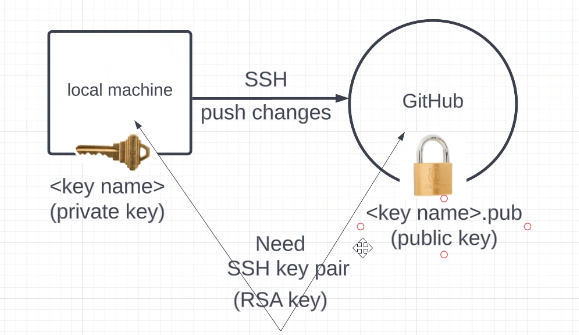 local machine
SSH
push changes
GitHub
<key name>
(private key)
<key name>.pub
(public key)
Need
SSH key pair
(RSA key)